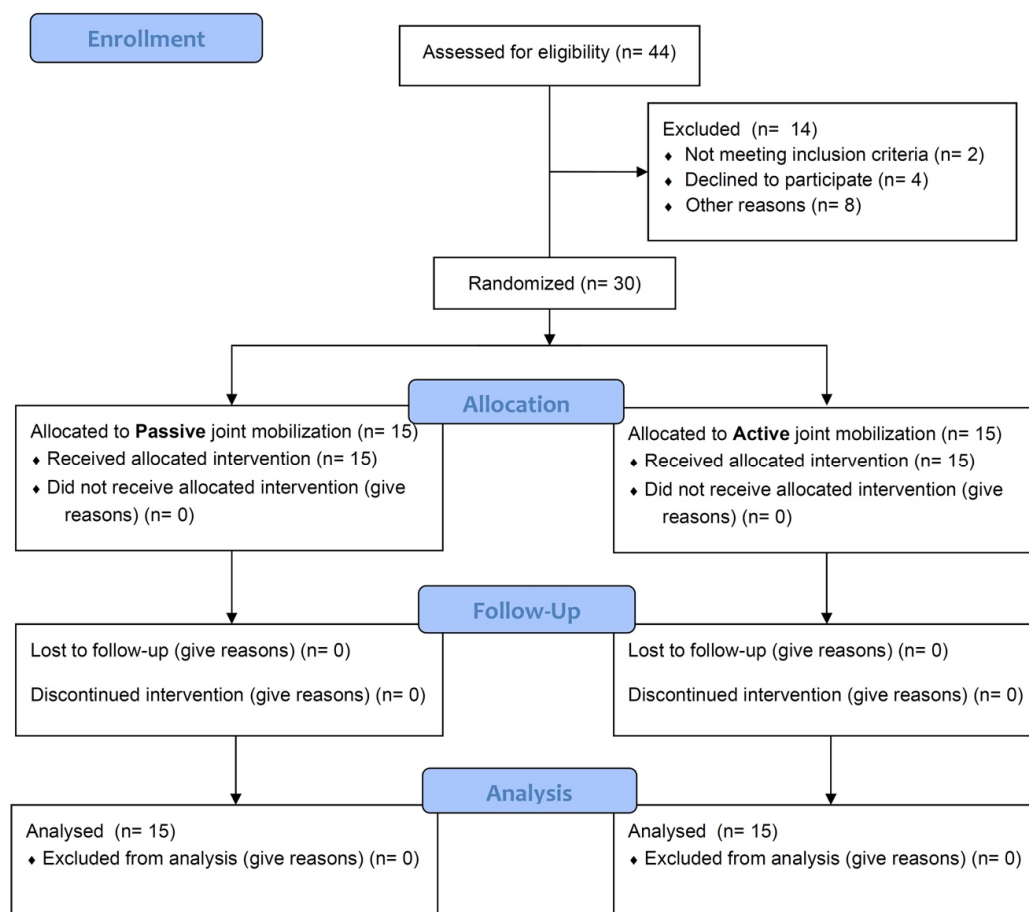 Enrollment
Assessed for eligibility (n= 44)
Excluded (n= 14)
♦ Not meeting inclusion criteria (n= 2)
♦ Declined to participate (n= 4)
♦ Other reasons (n= 8)
Randomized (n= 30)
Allocation
Allocated to Passive joint mobilization (n= 15)
♦ Received allocated intervention (n= 15)
♦ Did not receive allocated intervention (give
reasons) (n= 0)
Allocated to Active joint mobilization (n= 15)
♦ Received allocated intervention (n= 15)
♦ Did not receive allocated intervention (give
reasons) (n= 0)
Follow-Up
Lost to follow-up (give reasons) (n= 0)
Discontinued intervention (give reasons) (n= 0)
Lost to follow-up (give reasons) (n= 0)
Discontinued intervention (give reasons) (n= 0)
Analysis
Analysed (n= 15)
♦ Excluded from analysis (give reasons) (n= 0)
Analysed (n= 15)
♦ Excluded from analysis (give reasons) (n= 0)